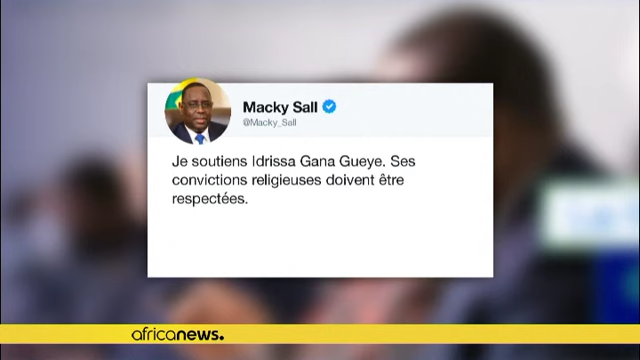 Macky Sall
@Macky_Sall
Je soutiens Idrissa Gana Gueye. Ses
convictions religieuses doivent être
respectées.
africanews.